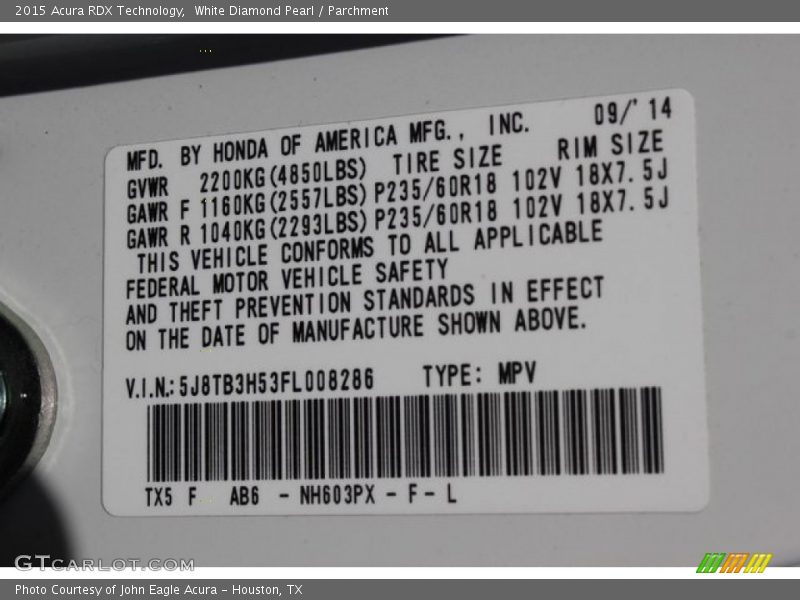 2015 Acura RDX Technology,  White Diamond Pearl / Parchment
MFD. BY HONDA OF AMERICA MFG., INC. 09/'14
GVWR 2200KG(4850LBS) TIRE SIZE RIM SIZE
GAWR F 1160KG(2557LBS) P235/60R18 102V 18X7.5J
GAWR R 1040KG(2293LBS) P235/60R18 102V 18X7.5J
THIS VEHICLE CONFORMS TO ALL APPLICABLE
FEDERAL MOTOR VEHICLE SAFETY
AND THEFT PREVENTION STANDARDS IN EFFECT
ON THE DATE OF MANUFACTURE SHOWN ABOVE.
V.I.N.: 5J8TB3H53FL008286 TYPE: MPV
TX5 F AB6 - NH603PX - F - L
GTCARLOT.COM
Photo Courtesy of John Eagle Acura - Houston, TX